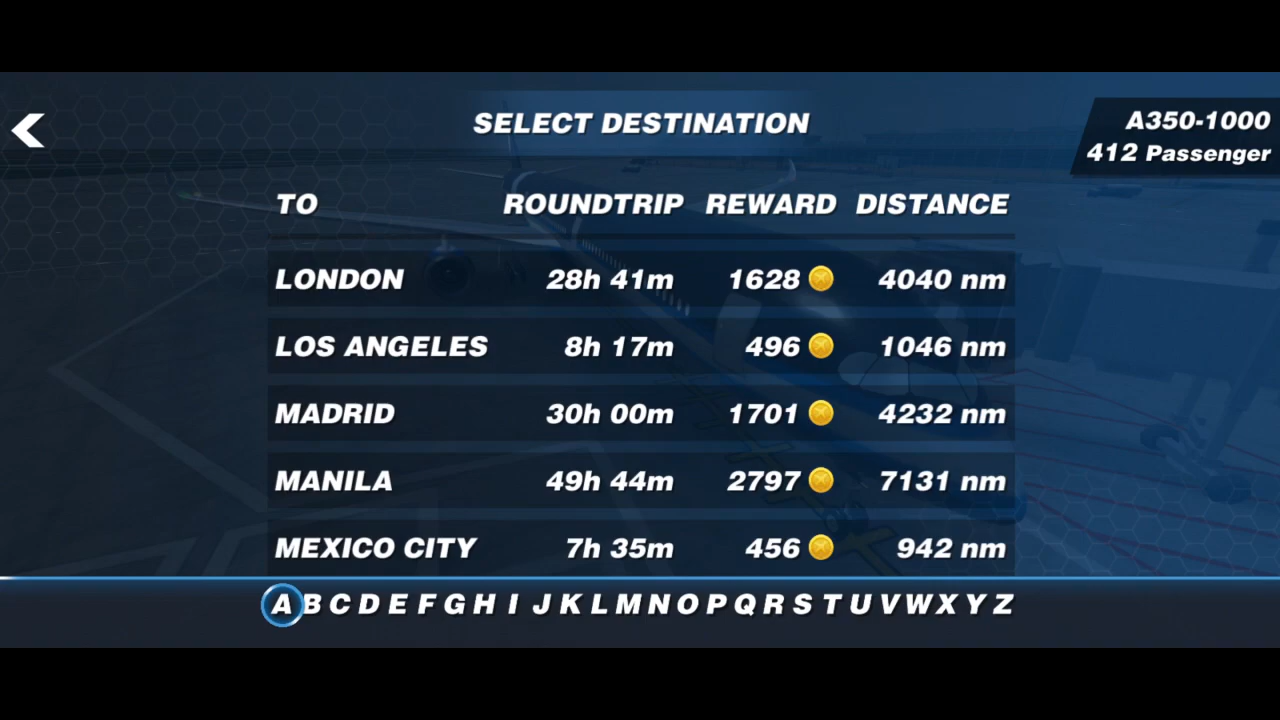 SELECT DESTINATION
A350-1000
412 Passenger
TO ROUNDTRIP REWARD DISTANCE
LONDON 28h 41m 1628 4040 nm
LOS ANGELES 8h 17m 496 1046 nm
MADRID 30h 00m 1701 4232 nm
MANILA 49h 44m 2797 7131 nm
MEXICO CITY 7h 35m 456 942 nm
A B C D E F G H I J K L M N O P Q R S T U V W X Y Z